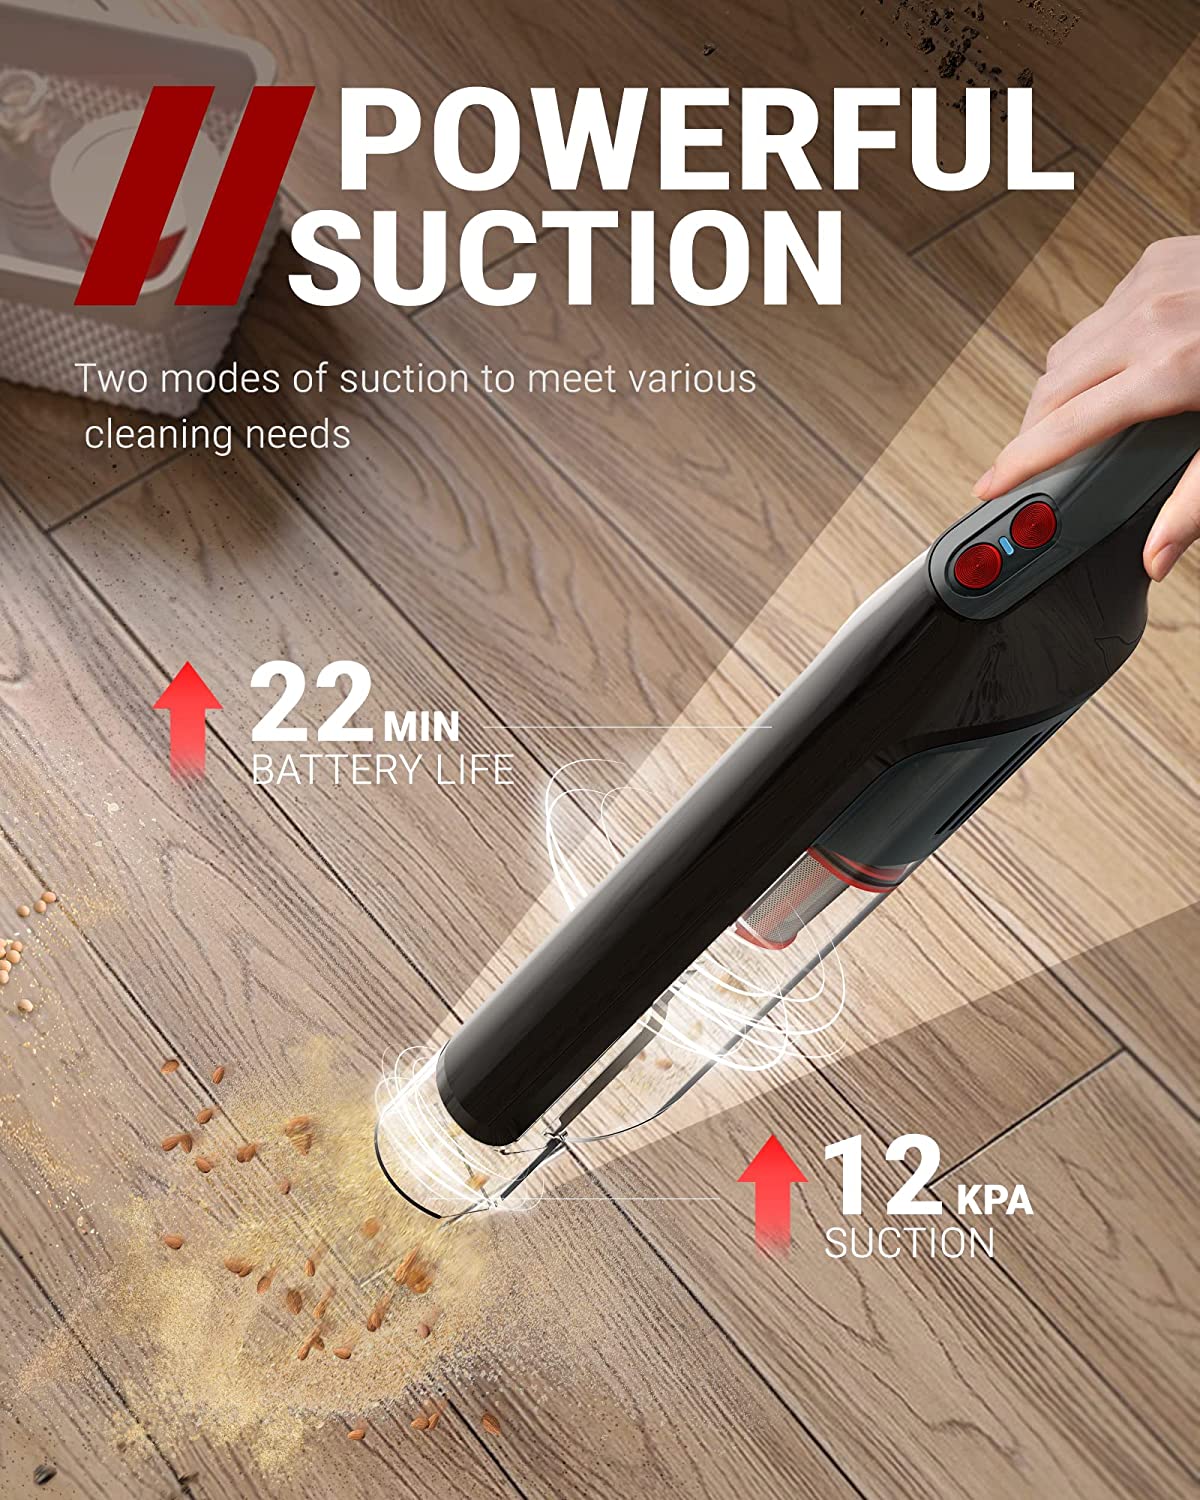 POWERFUL
SUCTION
Two modes of suction to meet various
cleaning needs
22 MIN
BATTERY LIFE
12 KPA
SUCTION